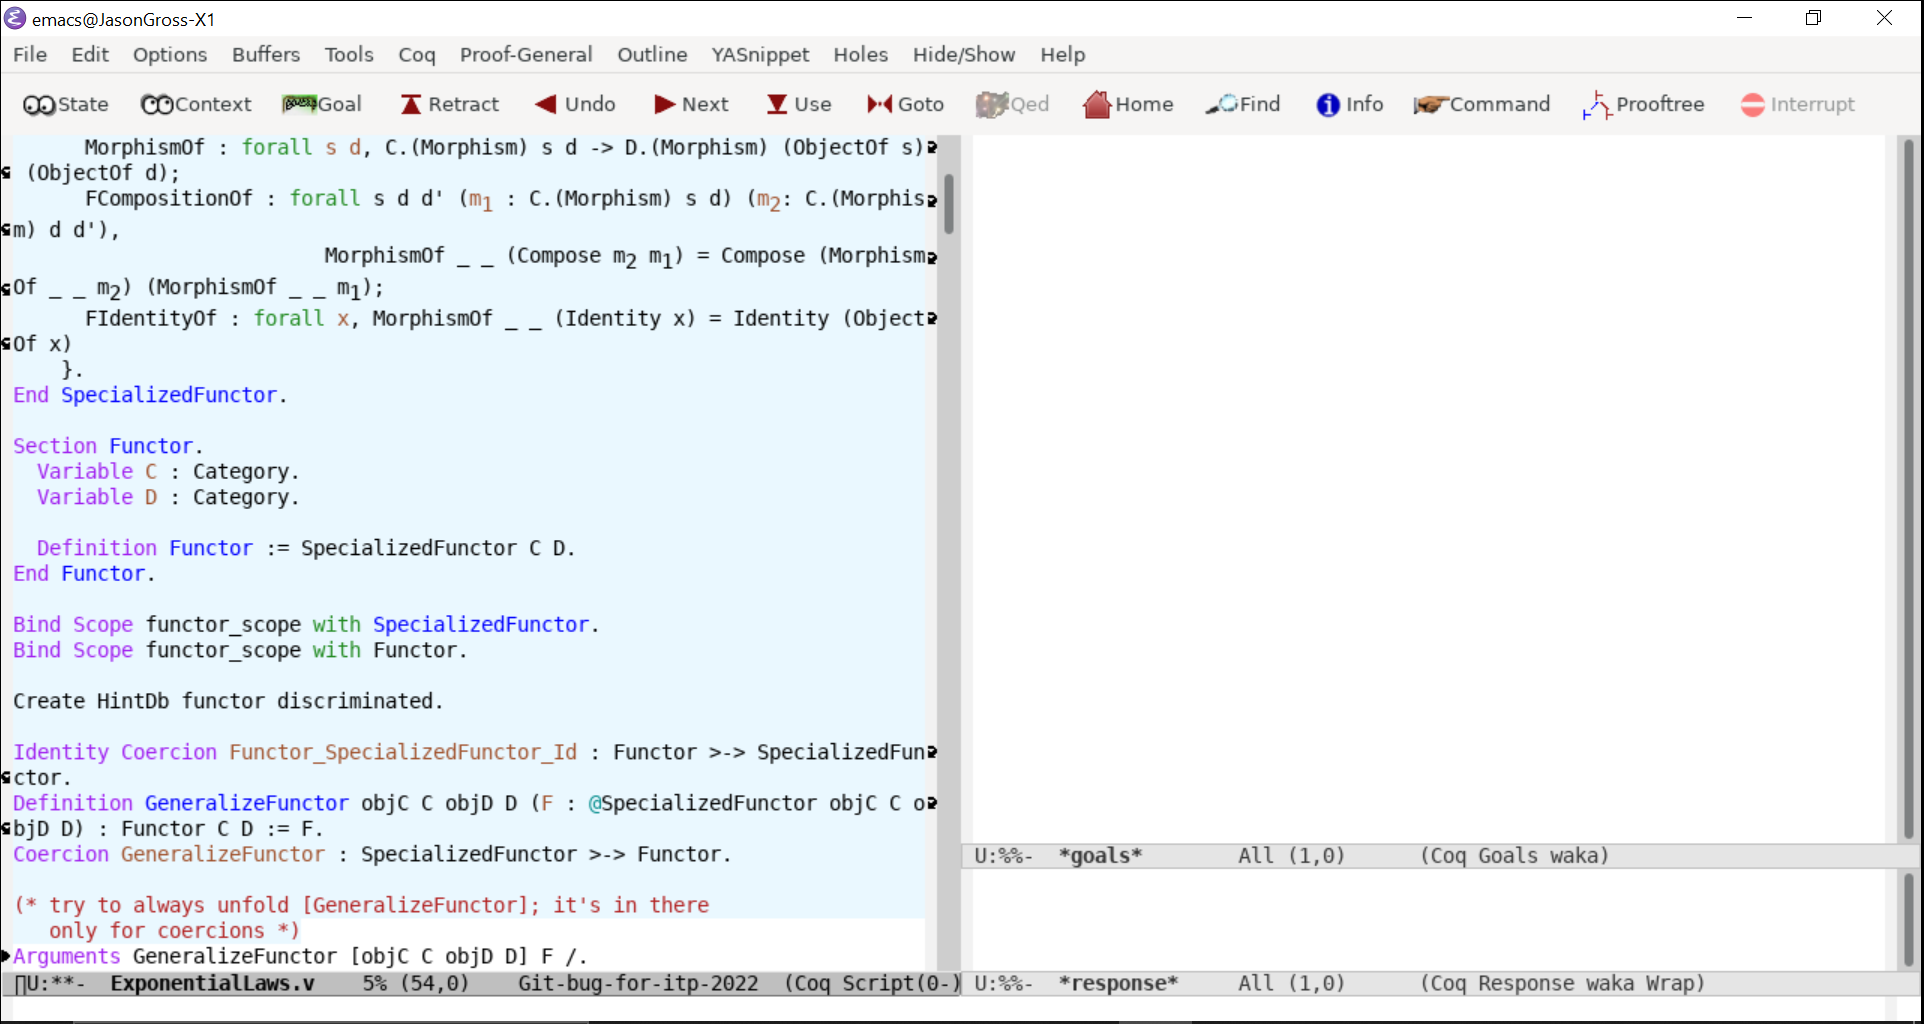 emacs@JasonGross-X1
File Edit Options Buffers Tools Coq Proof-General Outline YASnippet Holes Hide/Show Help
State Context Goal Retract Undo Next Use Goto Qed Home Find Info Command Prooftree Interrupt
MorphismOf : forall s d, C.(Morphism) s d -> D.(Morphism) (ObjectOf s)
(ObjectOf d);
FCompositionOf : forall s d d' (m1 : C.(Morphism) s d) (m2: C.(Morphis
m) d d'),
MorphismOf _ _ (Compose m2 m1) = Compose (Morphism
Of _ _ m2) (MorphismOf _ _ m1);
FIdentityOf : forall x, MorphismOf _ _ (Identity x) = Identity (Object
Of x)
}.
End SpecializedFunctor.
Section Functor.
Variable C : Category.
Variable D : Category.
Definition Functor := SpecializedFunctor C D.
End Functor.
Bind Scope functor_scope with SpecializedFunctor.
Bind Scope functor_scope with Functor.
Create HintDb functor discriminated.
Identity Coercion Functor_SpecializedFunctor_Id : Functor >-> SpecializedFun
ctor.
Definition GeneralizeFunctor objC C objD D (F : @SpecializedFunctor objC C o
bjD D) : Functor C D := F.
Coercion GeneralizeFunctor : SpecializedFunctor >-> Functor.
(* try to always unfold [GeneralizeFunctor]; it's in there
only for coercions *)
Arguments GeneralizeFunctor [objC C objD D] F /.
U:**- ExponentialLaws.v 5% (54,0) Git-bug-for-itp-2022 (Coq Script(0-)
U:%%- *goals* All (1,0) (Coq Goals waka)
U:%%- *response* All (1,0) (Coq Response waka Wrap)